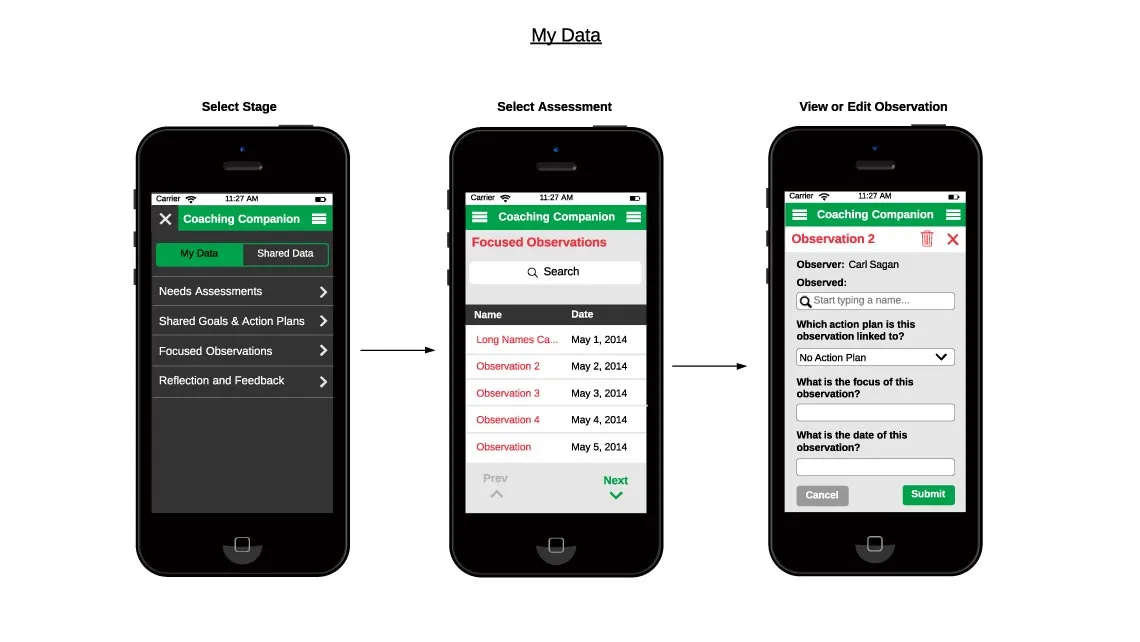 My Data
Select Stage
Carrier 11:27 AM
Coaching Companion
My Data Shared Data
Needs Assessments
Shared Goals & Action Plans
Focused Observations
Reflection and Feedback
Select Assessment
Carrier 11:27 AM
Coaching Companion
Focused Observations
Search
Name Date
Long Names Ca... May 1, 2014
Observation 2 May 2, 2014
Observation 3 May 3, 2014
Observation 4 May 4, 2014
Observation May 5, 2014
Prev Next
View or Edit Observation
Carrier 11:27 AM
Coaching Companion
Observation 2
Observer: Carl Sagan
Observed:
Start typing a name...
Which action plan is this
observation linked to?
No Action Plan
What is the focus of this
observation?
What is the date of this
observation?
Cancel Submit